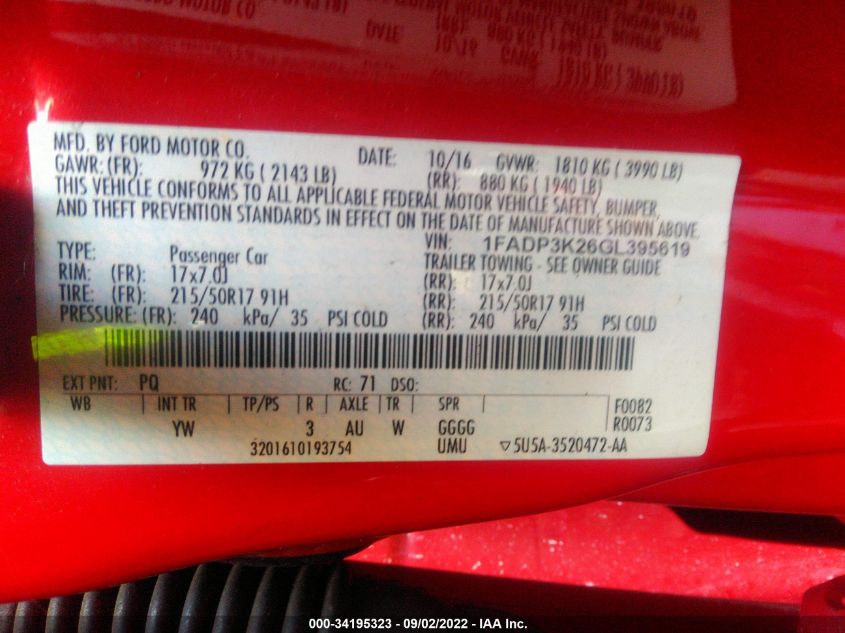 MFD. BY FORD MOTOR CO. DATE: 10/16 GVWR: 1810 KG ( 3990 LB)
GAWR: (FR): 972 KG ( 2143 LB) (RR): 880 KG ( 1940 LB)
THIS VEHICLE CONFORMS TO ALL APPLICABLE FEDERAL MOTOR VEHICLE SAFETY, BUMPER,
AND THEFT PREVENTION STANDARDS IN EFFECT ON THE DATE OF MANUFACTURE SHOWN ABOVE.
VIN: 1FADP3K26GL395619
TYPE: Passenger Car TRAILER TOWING - SEE OWNER GUIDE
RIM: (FR): 17x7.0J (RR): 17x7.0J
TIRE: (FR): 215/50R17 91H (RR): 215/50R17 91H
PRESSURE: (FR): 240 kPa/ 35 PSI COLD (RR): 240 kPa/ 35 PSI COLD
EXT PNT: PQ RC: 71 DSO:
WB INT TR TP/PS R AXLE TR SPR F0082
YW 3 AU W GGGG R0073
3201610193754 UMU ▽5U5A-3520472-AA
000-34195323 - 09/02/2022 - IAA Inc.